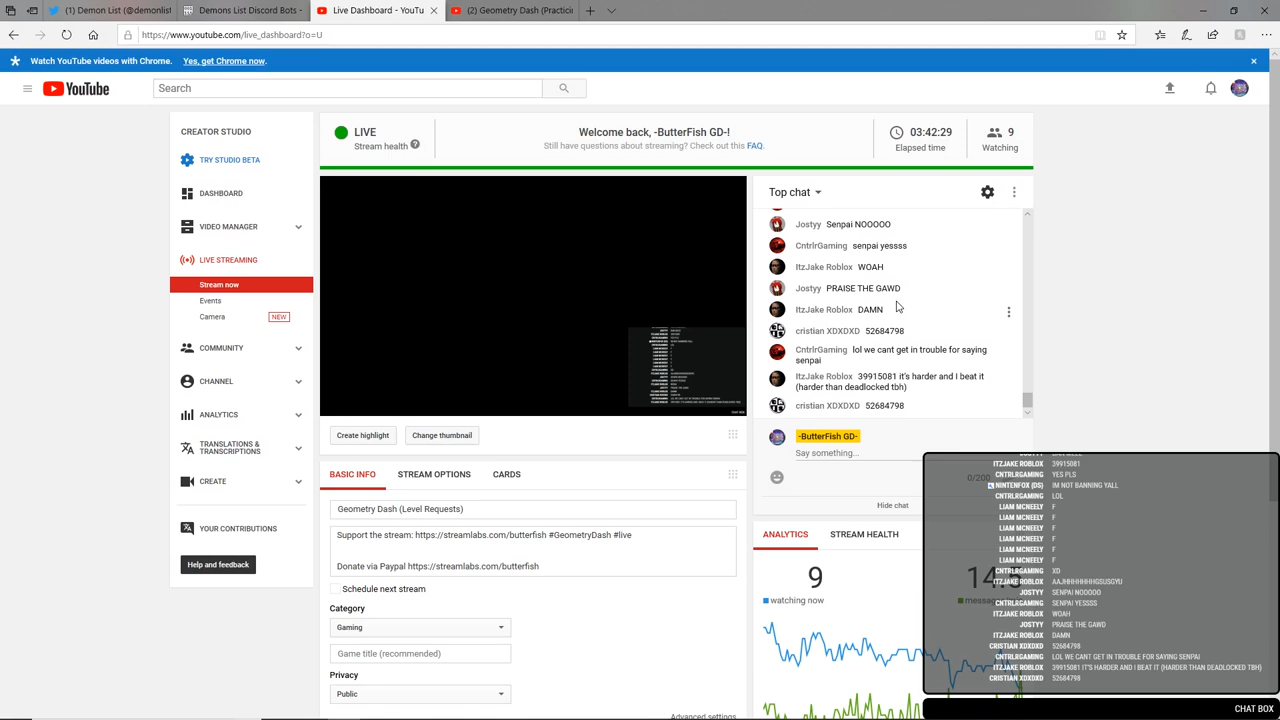 (1) Twitter / Demon List (@demonlist
Demons List Discord Bots -
Live Dashboard - YouTu
(2) Geometry Dash (Practice
https://www.youtube.com/live_dashboard?o=U
Watch YouTube videos with Chrome.
Yes, get Chrome now.
YouTube
Search
CREATOR STUDIO
TRY STUDIO BETA
DASHBOARD
VIDEO MANAGER
LIVE STREAMING
Stream now
Events
Camera
NEW
COMMUNITY
CHANNEL
ANALYTICS
TRANSLATIONS &
TRANSCRIPTIONS
CREATE
YOUR CONTRIBUTIONS
Help and feedback
LIVE
Stream health
Welcome back, -ButterFish GD-!
Still have questions about streaming? Check out this FAQ.
03:42:29
Elapsed time
9
Watching
Create highlight
Change thumbnail
BASIC INFO
STREAM OPTIONS
CARDS
Geometry Dash (Level Requests)
Support the stream: https://streamlabs.com/butterfish #GeometryDash #live
Donate via Paypal https://streamlabs.com/butterfish
Schedule next stream
Category
Gaming
Game title (recommended)
Privacy
Public
Advanced settings
Top chat
Jostyy Senpai NOOOOO
CntrlrGaming senpai yessss
ItzJake Roblox WOAH
Jostyy PRAISE THE GAWD
ItzJake Roblox DAMN
cristian XDXDXD 52684798
CntrlrGaming lol we cant get in trouble for saying
senpai
ItzJake Roblox 39915081 it's harder and I beat it
(harder than deadlocked tbh)
cristian XDXDXD 52684798
-ButterFish GD-
Say something...
0/200
Hide chat
ANALYTICS
STREAM HEALTH
9
watching now
14.5
ITZJAKE ROBLOX 39915081
CNTRLRGAMING YES PLS
NINTENFOX (DS) IM NOT BANNING YALL
CNTRLRGAMING LOL
LIAM MCNEELY F
LIAM MCNEELY F
LIAM MCNEELY F
LIAM MCNEELY F
LIAM MCNEELY F
LIAM MCNEELY F
CNTRLRGAMING XD
ITZJAKE ROBLOX AAJHHHHHHHGSUSGYU
JOSTYY SENPAI NOOOOO
CNTRLRGAMING SENPAI YESSSS
ITZJAKE ROBLOX WOAH
JOSTYY PRAISE THE GAWD
ITZJAKE ROBLOX DAMN
CRISTIAN XDXDXD 52684798
CNTRLRGAMING LOL WE CANT GET IN TROUBLE FOR SAYING SENPAI
ITZJAKE ROBLOX 39915081 IT'S HARDER AND I BEAT IT (HARDER THAN DEADLOCKED TBH)
CRISTIAN XDXDXD 52684798
CHAT BOX